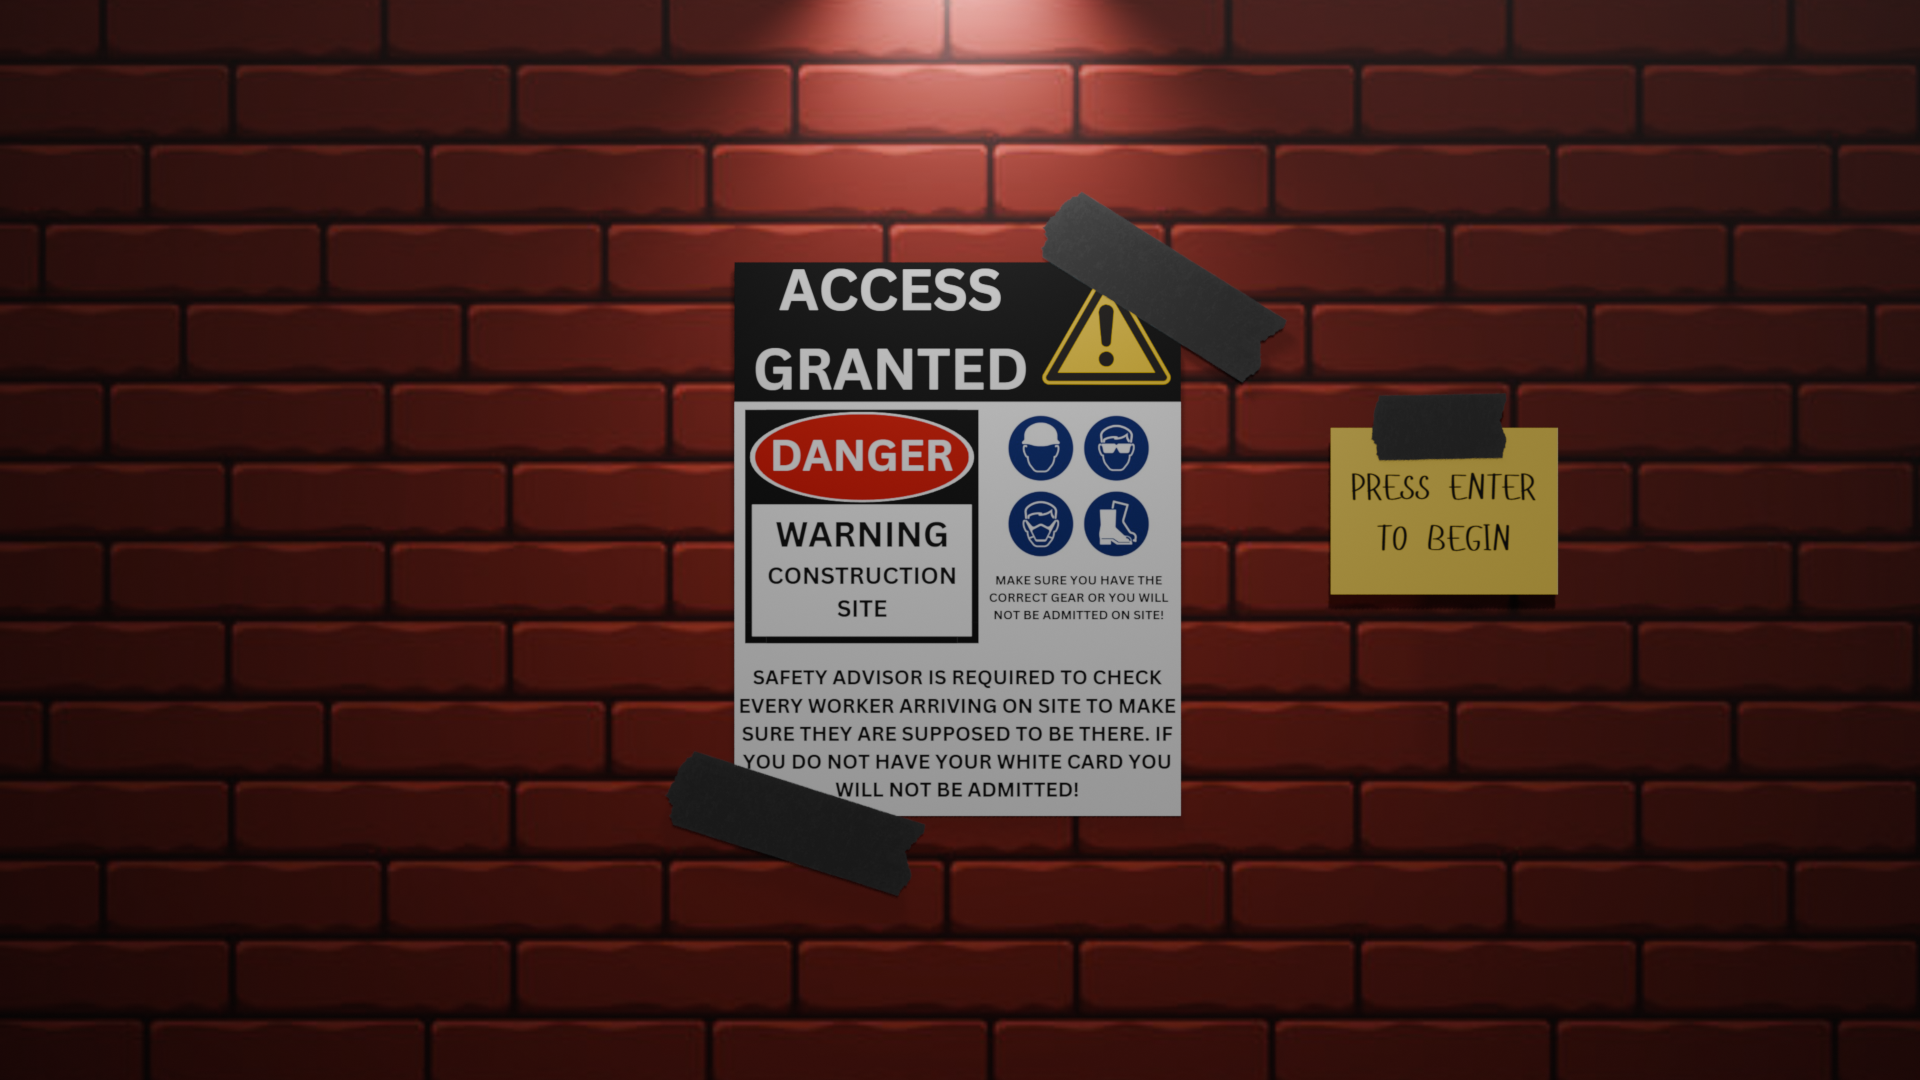 ACCESS
GRANTED
DANGER
WARNING
CONSTRUCTION
SITE
MAKE SURE YOU HAVE THE
CORRECT GEAR OR YOU WILL
NOT BE ADMITTED ON SITE!
SAFETY ADVISOR IS REQUIRED TO CHECK
EVERY WORKER ARRIVING ON SITE TO MAKE
SURE THEY ARE SUPPOSED TO BE THERE. IF
YOU DO NOT HAVE YOUR WHITE CARD YOU
WILL NOT BE ADMITTED!
PRESS ENTER
TO BEGIN